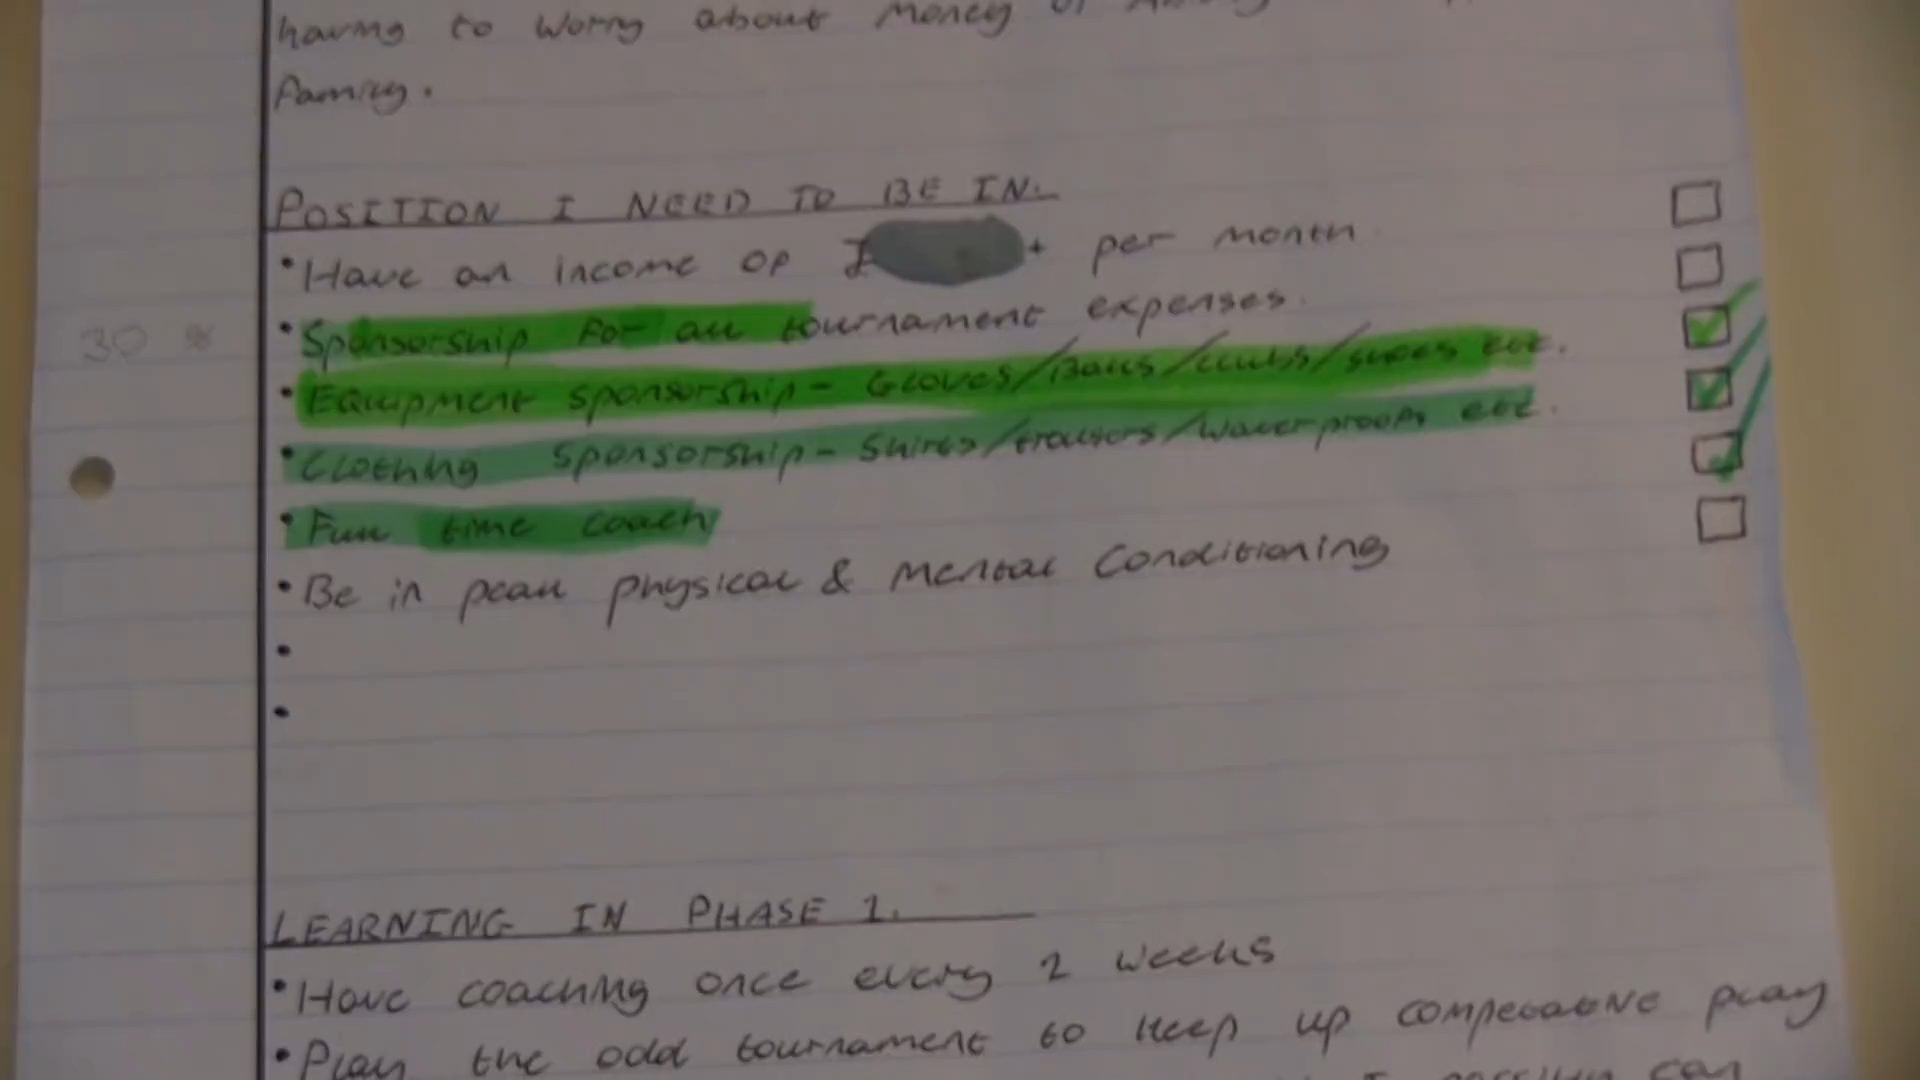 having to worry about money or
family.
POSITION I NEED TO BE IN.
• Have an income of £ + per month
• Sponsorship for all tournament expenses.
30 %
• Equipment sponsorship - Gloves/Balls/clubs/shoes etc.
• Clothing sponsorship - Shirts/trousers/waterproofs etc.
• Full time coach
• Be in peak physical & mental conditioning
•
•
LEARNING IN PHASE 1.
• Have coaching once every 2 weeks
• Play the odd tournament to keep up competative play
can